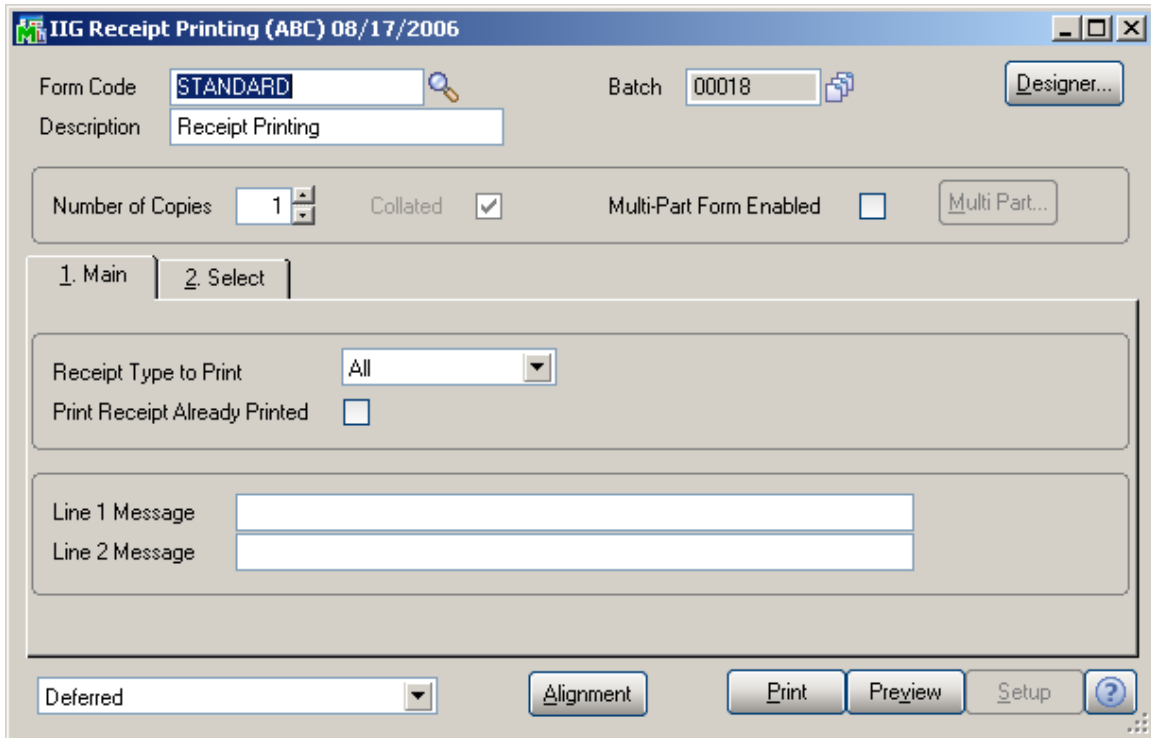 IIG Receipt Printing (ABC) 08/17/2006
Form Code STANDARD Batch 00018 Designer...
Description Receipt Printing
Number of Copies 1 Collated Multi-Part Form Enabled Multi Part...
1. Main 2. Select
Receipt Type to Print All
Print Receipt Already Printed
Line 1 Message
Line 2 Message
Deferred Alignment Print Preview Setup ?